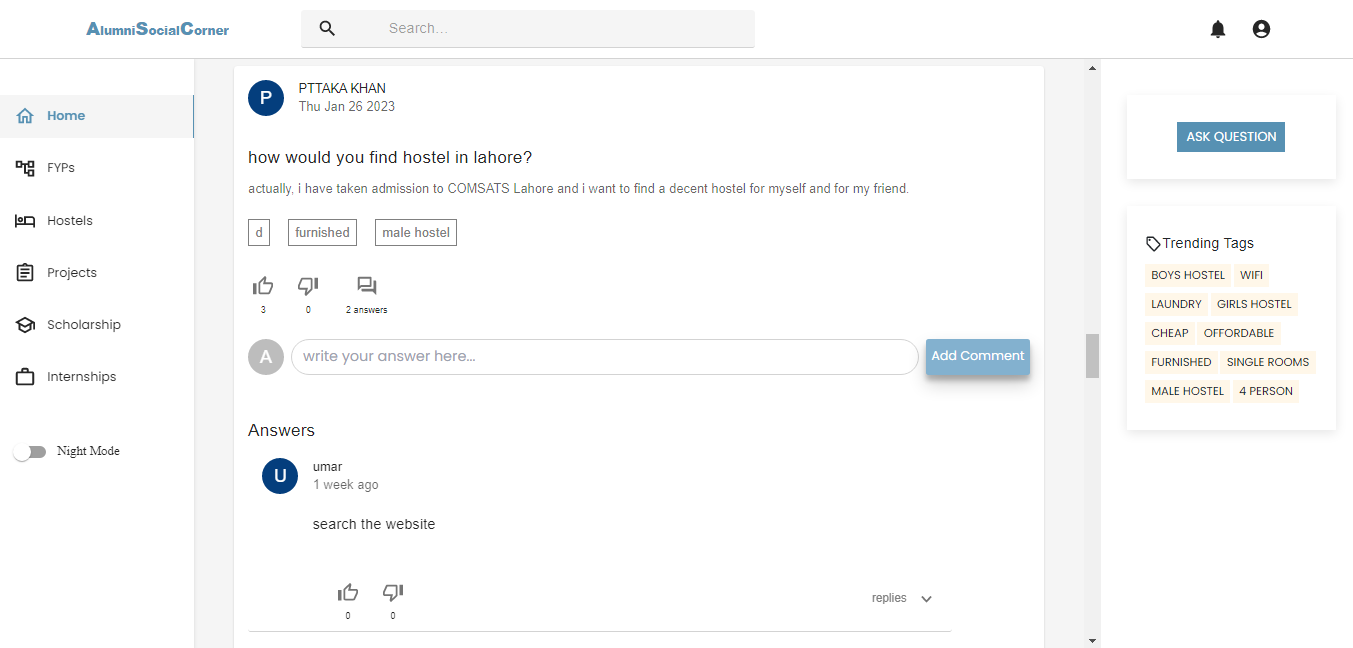 AlumniSocialCorner
Search...
Home
FYPs
Hostels
Projects
Scholarship
Internships
Night Mode
P
PTTAKA KHAN
Thu Jan 26 2023
how would you find hostel in lahore?
actually, i have taken admission to COMSATS Lahore and i want to find a decent hostel for myself and for my friend.
d furnished male hostel
3 0 2 answers
A write your answer here... Add Comment
Answers
U
umar
1 week ago
search the website
0 0
replies
ASK QUESTION
Trending Tags
BOYS HOSTEL WIFI
LAUNDRY GIRLS HOSTEL
CHEAP OFFORDABLE
FURNISHED SINGLE ROOMS
MALE HOSTEL 4 PERSON